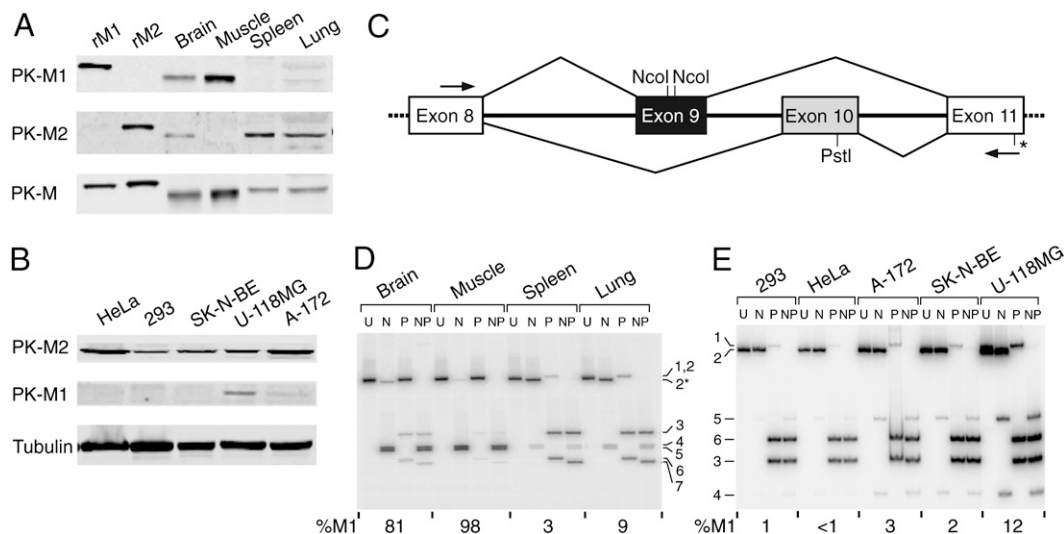 A
rM1 rM2 Brain Muscle Spleen Lung
PK-M1
PK-M2
PK-M
B
HeLa 293 SK-N-BE U-118MG A-172
PK-M2
PK-M1
Tubulin
C
NcoI NcoI
Exon 8 Exon 9 Exon 10 Exon 11
PstI
*
D
Brain Muscle Spleen Lung
U N P NP U N P NP U N P NP U N P NP
1,2
2*
3
4
5
6
7
%M1 81 98 3 9
E
293 HeLa A-172 SK-N-BE U-118MG
U N P NP U N P NP U N P NP U N P NP U N P NP
1
2
5
6
3
4
%M1 1 <1 3 2 12